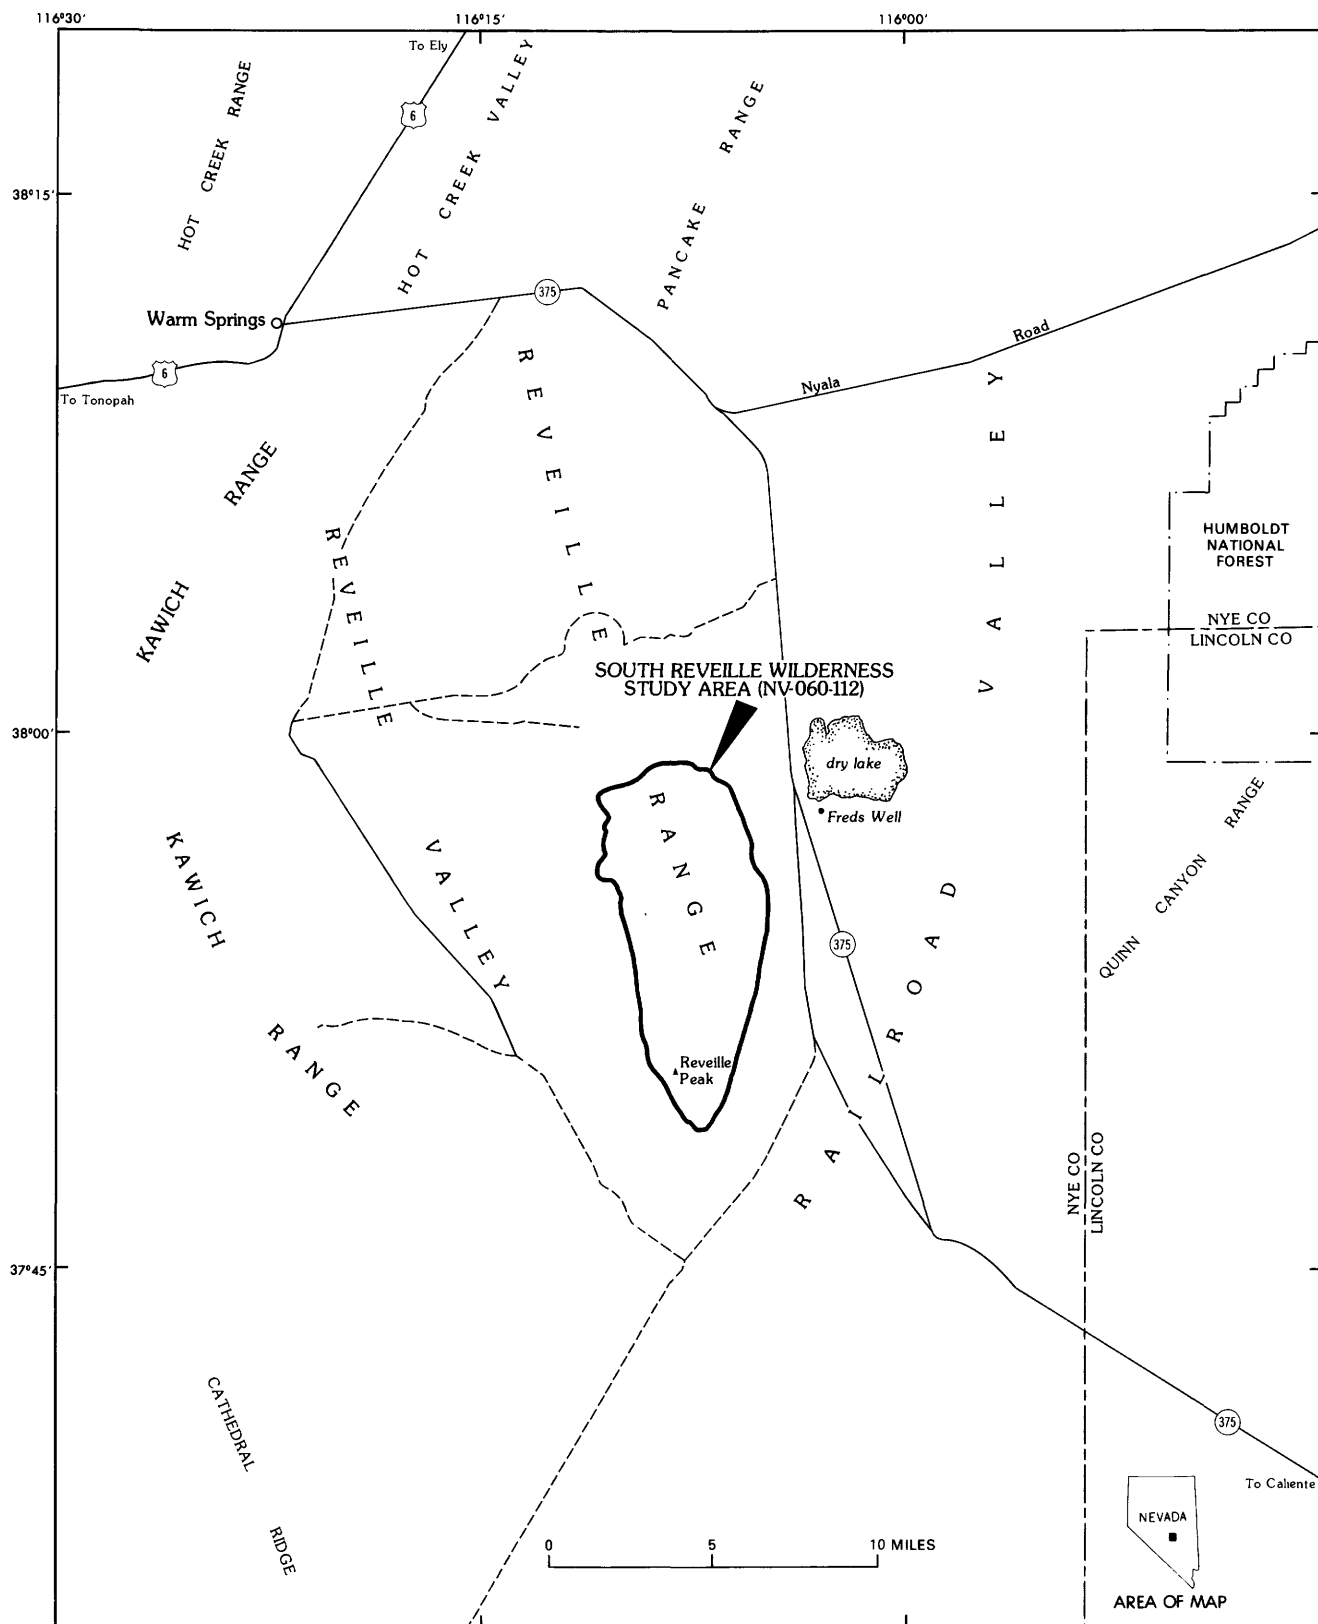 116°30'
116°15'
116°00'
To Ely
6
HOT CREEK RANGE
HOT CREEK VALLEY
PANCAKE RANGE
38°15'
375
Warm Springs
6
To Tonopah
Nyala Road
KAWICH RANGE
REVEILLE
REVEILLE
HUMBOLDT
NATIONAL
FOREST
NYE CO
LINCOLN CO
SOUTH REVEILLE WILDERNESS
STUDY AREA (NV-060-112)
38°00'
dry lake
Freds Well
RANGE
VALLEY
KAWICH
RANGE
375
RAILROAD VALLEY
QUINN CANYON RANGE
Reveille
Peak
NYE CO
LINCOLN CO
37°45'
CATHEDRAL RIDGE
375
To Caliente
NEVADA
AREA OF MAP
0 5 10 MILES